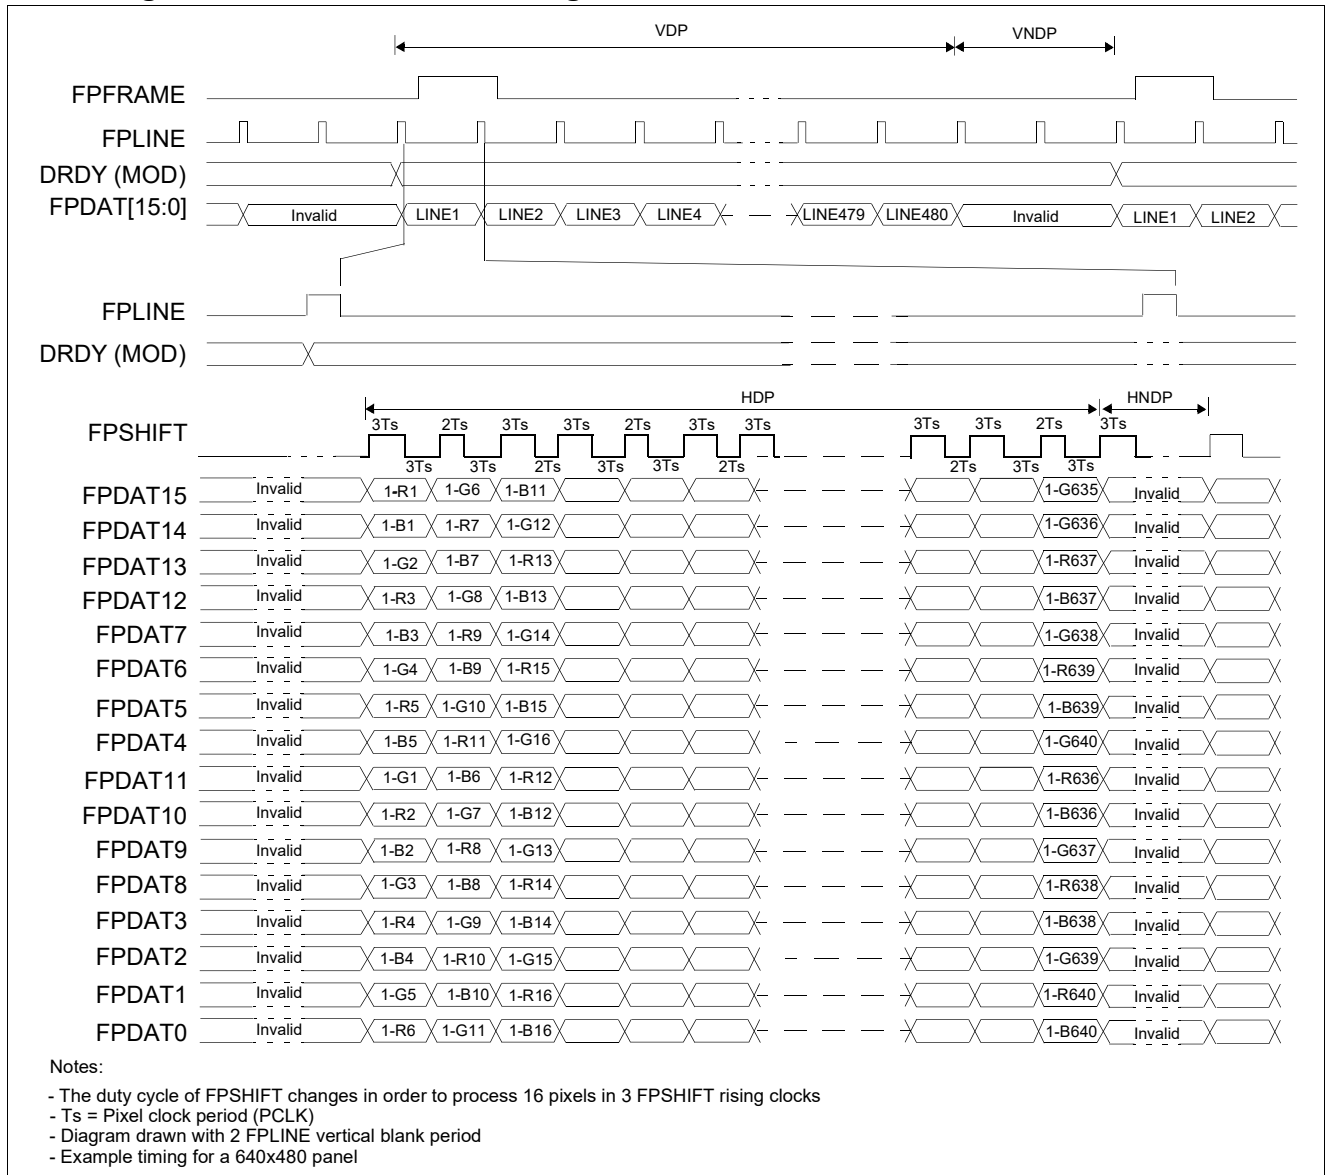 VDP VNDP
FPFRAME
FPLINE
DRDY (MOD)
FPDAT[15:0] Invalid LINE1 LINE2 LINE3 LINE4 LINE479 LINE480 Invalid LINE1 LINE2
FPLINE
DRDY (MOD)
HDP HNDP
3Ts 2Ts 3Ts 3Ts 2Ts 3Ts 3Ts 3Ts 3Ts 2Ts 3Ts
FPSHIFT
3Ts 3Ts 2Ts 3Ts 3Ts 2Ts 2Ts 3Ts 3Ts
FPDAT15 Invalid 1-R1 1-G6 1-B11 1-G635 Invalid
FPDAT14 Invalid 1-B1 1-R7 1-G12 1-G636 Invalid
FPDAT13 Invalid 1-G2 1-B7 1-R13 1-R637 Invalid
FPDAT12 Invalid 1-R3 1-G8 1-B13 1-B637 Invalid
FPDAT7 Invalid 1-B3 1-R9 1-G14 1-G638 Invalid
FPDAT6 Invalid 1-G4 1-B9 1-R15 1-R639 Invalid
FPDAT5 Invalid 1-R5 1-G10 1-B15 1-B639 Invalid
FPDAT4 Invalid 1-B5 1-R11 1-G16 1-G640 Invalid
FPDAT11 Invalid 1-G1 1-B6 1-R12 1-R636 Invalid
FPDAT10 Invalid 1-R2 1-G7 1-B12 1-B636 Invalid
FPDAT9 Invalid 1-B2 1-R8 1-G13 1-G637 Invalid
FPDAT8 Invalid 1-G3 1-B8 1-R14 1-R638 Invalid
FPDAT3 Invalid 1-R4 1-G9 1-B14 1-B638 Invalid
FPDAT2 Invalid 1-B4 1-R10 1-G15 1-G639 Invalid
FPDAT1 Invalid 1-G5 1-B10 1-R16 1-R640 Invalid
FPDAT0 Invalid 1-R6 1-G11 1-B16 1-B640 Invalid
Notes:
- The duty cycle of FPSHIFT changes in order to process 16 pixels in 3 FPSHIFT rising clocks
- Ts = Pixel clock period (PCLK)
- Diagram drawn with 2 FPLINE vertical blank period
- Example timing for a 640x480 panel